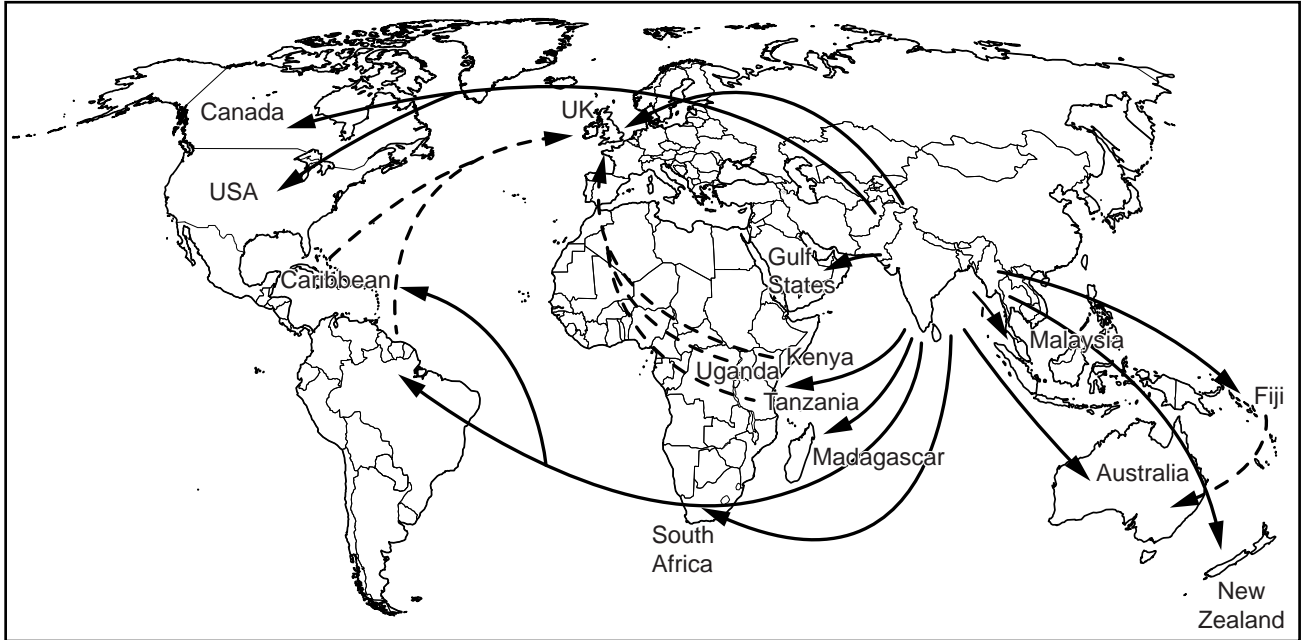 Canada
UK
USA
Gulf
States
Caribbean
Malaysia
Kenya
Uganda
Tanzania
Fiji
Madagascar
Australia
South
Africa
New
Zealand